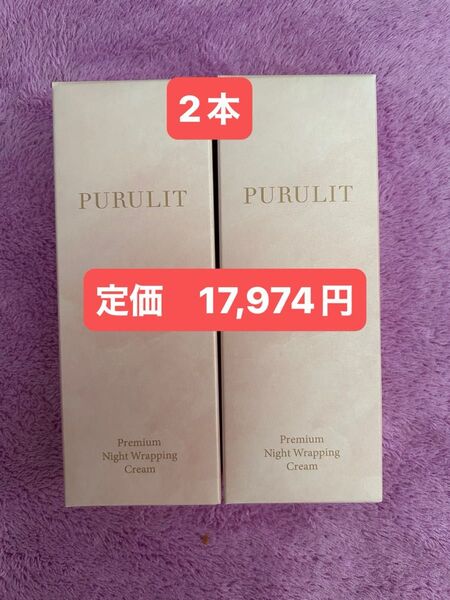 2本
PURULIT
PURULIT
定価　17,974円
Premium
Night Wrapping
Cream
Premium
Night Wrapping
Cream